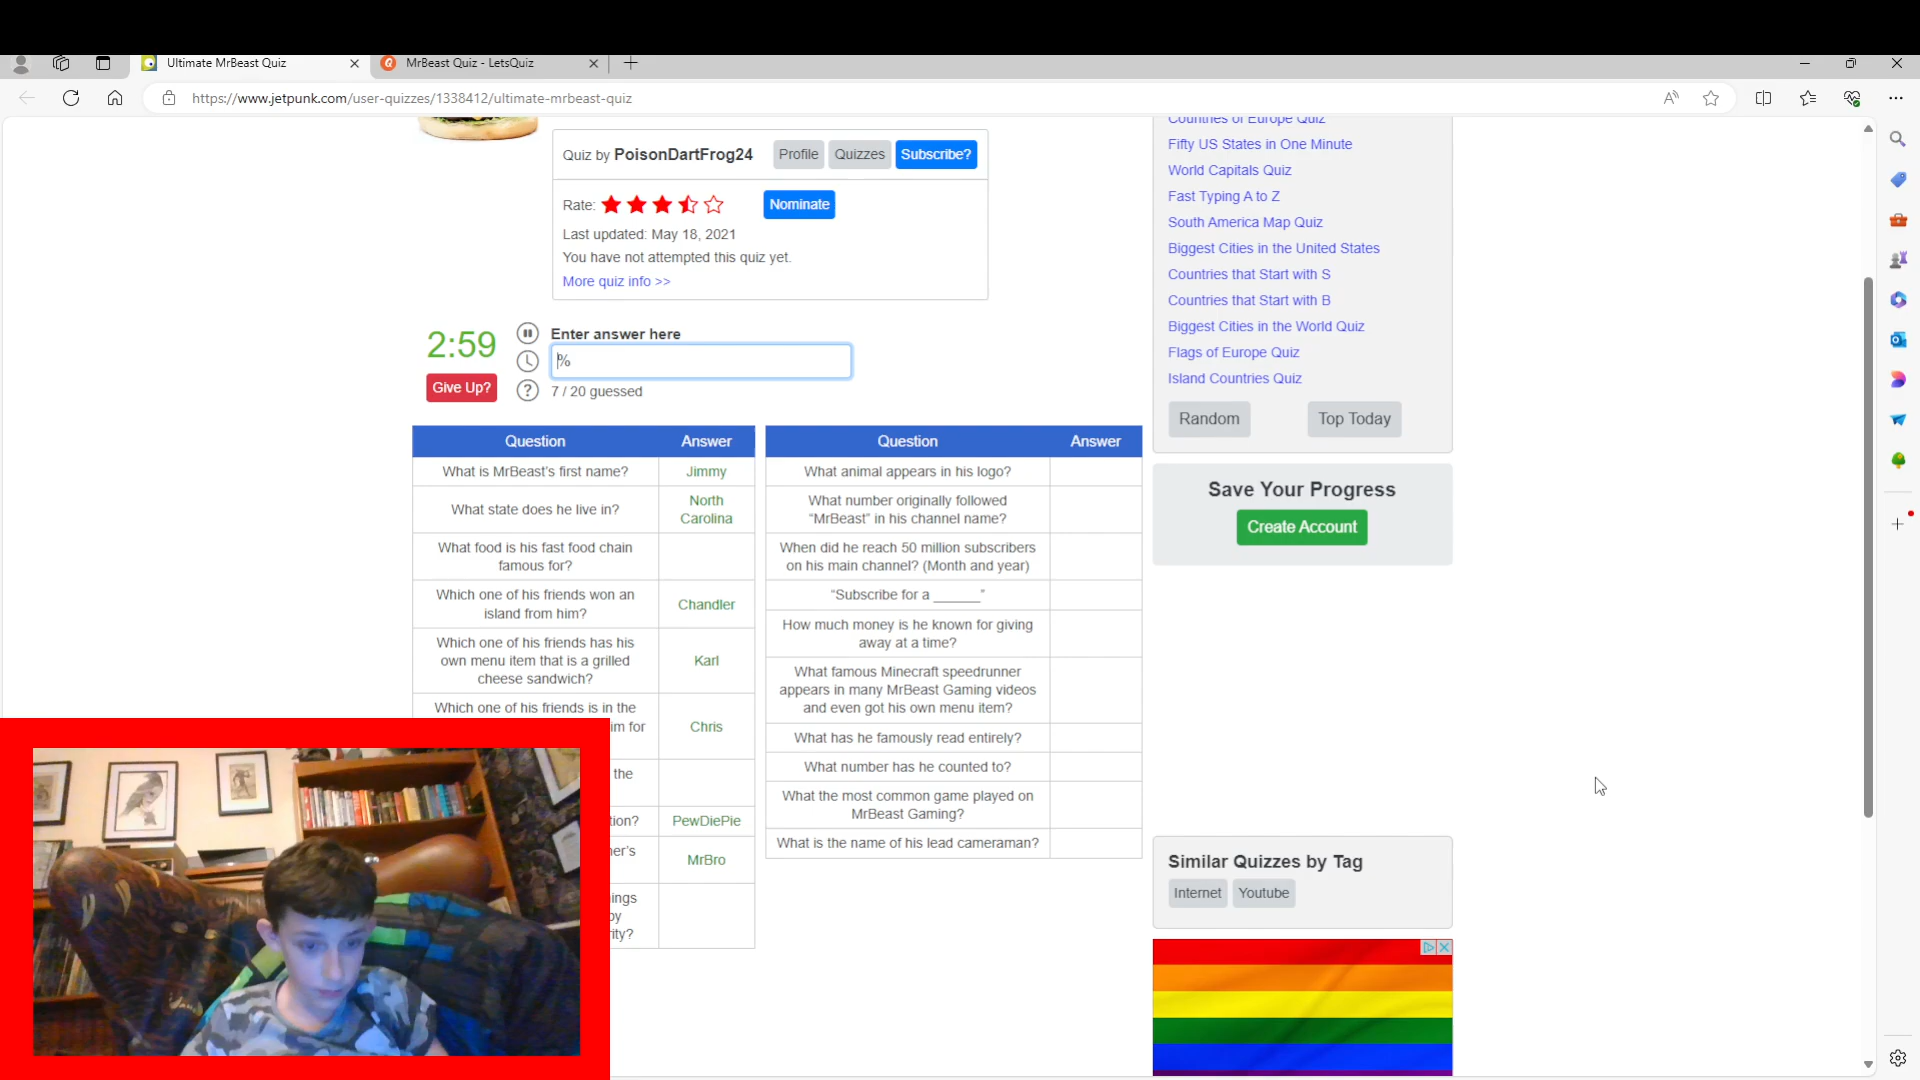 Ultimate MrBeast Quiz
MrBeast Quiz - LetsQuiz
https://www.jetpunk.com/user-quizzes/1338412/ultimate-mrbeast-quiz
Quiz by PoisonDartFrog24 Profile Quizzes Subscribe?
Rate: Nominate
Last updated: May 18, 2021
You have not attempted this quiz yet.
More quiz info >>
2:59
Give Up?
Enter answer here
%
7 / 20 guessed
Question Answer
What is MrBeast's first name? Jimmy
What state does he live in? North
Carolina
What food is his fast food chain
famous for?
Which one of his friends won an
island from him? Chandler
Which one of his friends has his
own menu item that is a grilled
cheese sandwich? Karl
Which one of his friends is in the
im for
Chris
the
tion? PewDiePie
ner's
MrBro
ings
by
rity?
Question Answer
What animal appears in his logo?
What number originally followed
“MrBeast” in his channel name?
When did he reach 50 million subscribers
on his main channel? (Month and year)
“Subscribe for a ______”
How much money is he known for giving
away at a time?
What famous Minecraft speedrunner
appears in many MrBeast Gaming videos
and even got his own menu item?
What has he famously read entirely?
What number has he counted to?
What the most common game played on
MrBeast Gaming?
What is the name of his lead cameraman?
Countries of Europe Quiz
Fifty US States in One Minute
World Capitals Quiz
Fast Typing A to Z
South America Map Quiz
Biggest Cities in the United States
Countries that Start with S
Countries that Start with B
Biggest Cities in the World Quiz
Flags of Europe Quiz
Island Countries Quiz
Random Top Today
Save Your Progress
Create Account
Similar Quizzes by Tag
Internet Youtube